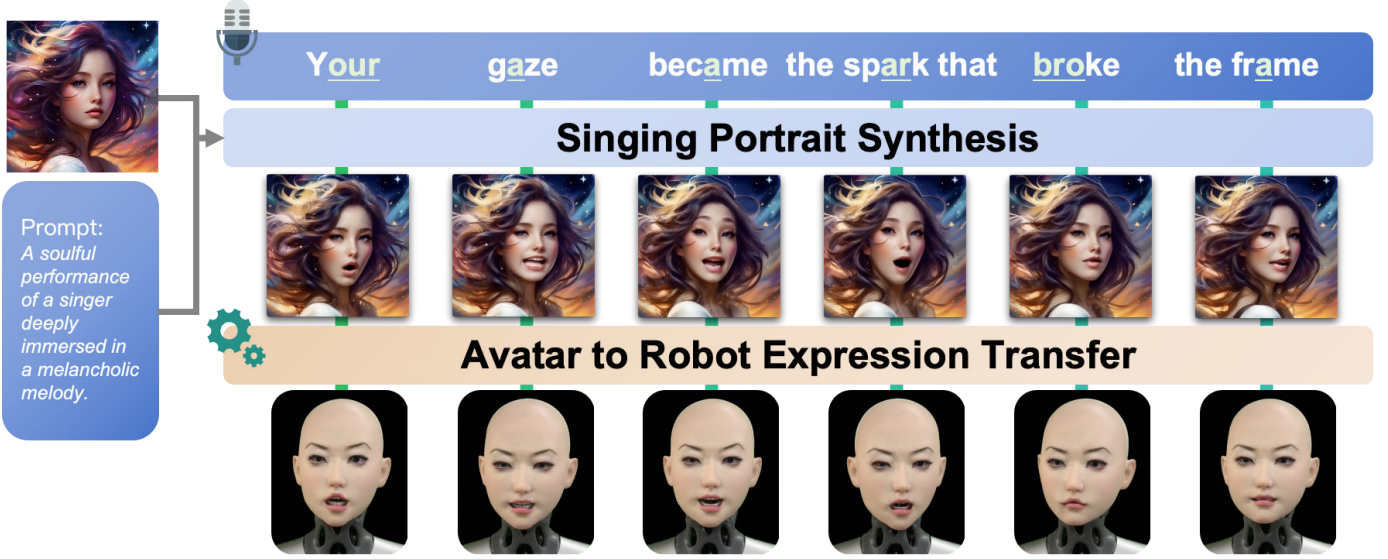 Your gaze became the spark that broke the frame
Singing Portrait Synthesis
Prompt:
A soulful
performance
of a singer
deeply
immersed in
a melancholic
melody.
Avatar to Robot Expression Transfer